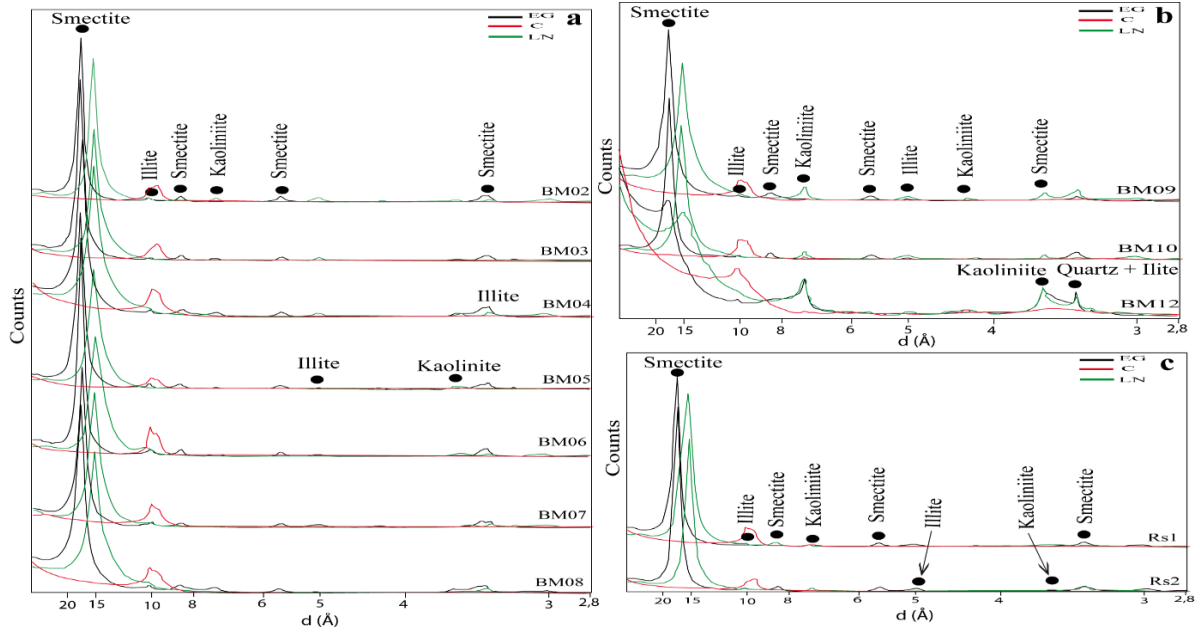 a
Smectite
EG
C
LN
Illite
Smectite
Kaoliniite
Smectite
Smectite
BM02
BM03
BM04
Illite
BM05
Illite
Kaolinite
BM06
BM07
BM08
Counts
20 15 10 8 6 5 4 3 2,8
d (Å)
b
Smectite
EG
C
LN
Illite
Smectite
Kaoliniite
Smectite
Illite
Kaoliniite
Smectite
BM09
BM10
Kaoliniite
Quartz + Ilite
BM12
Counts
20 15 10 8 6 5 4 3 2,8
d (Å)
c
Smectite
EG
C
LN
Illite
Smectite
Kaoliniite
Smectite
Illite
Kaoliniite
Smectite
Rs1
Rs2
Counts
20 15 10 8 6 5 4 3 2,8
d (Å)